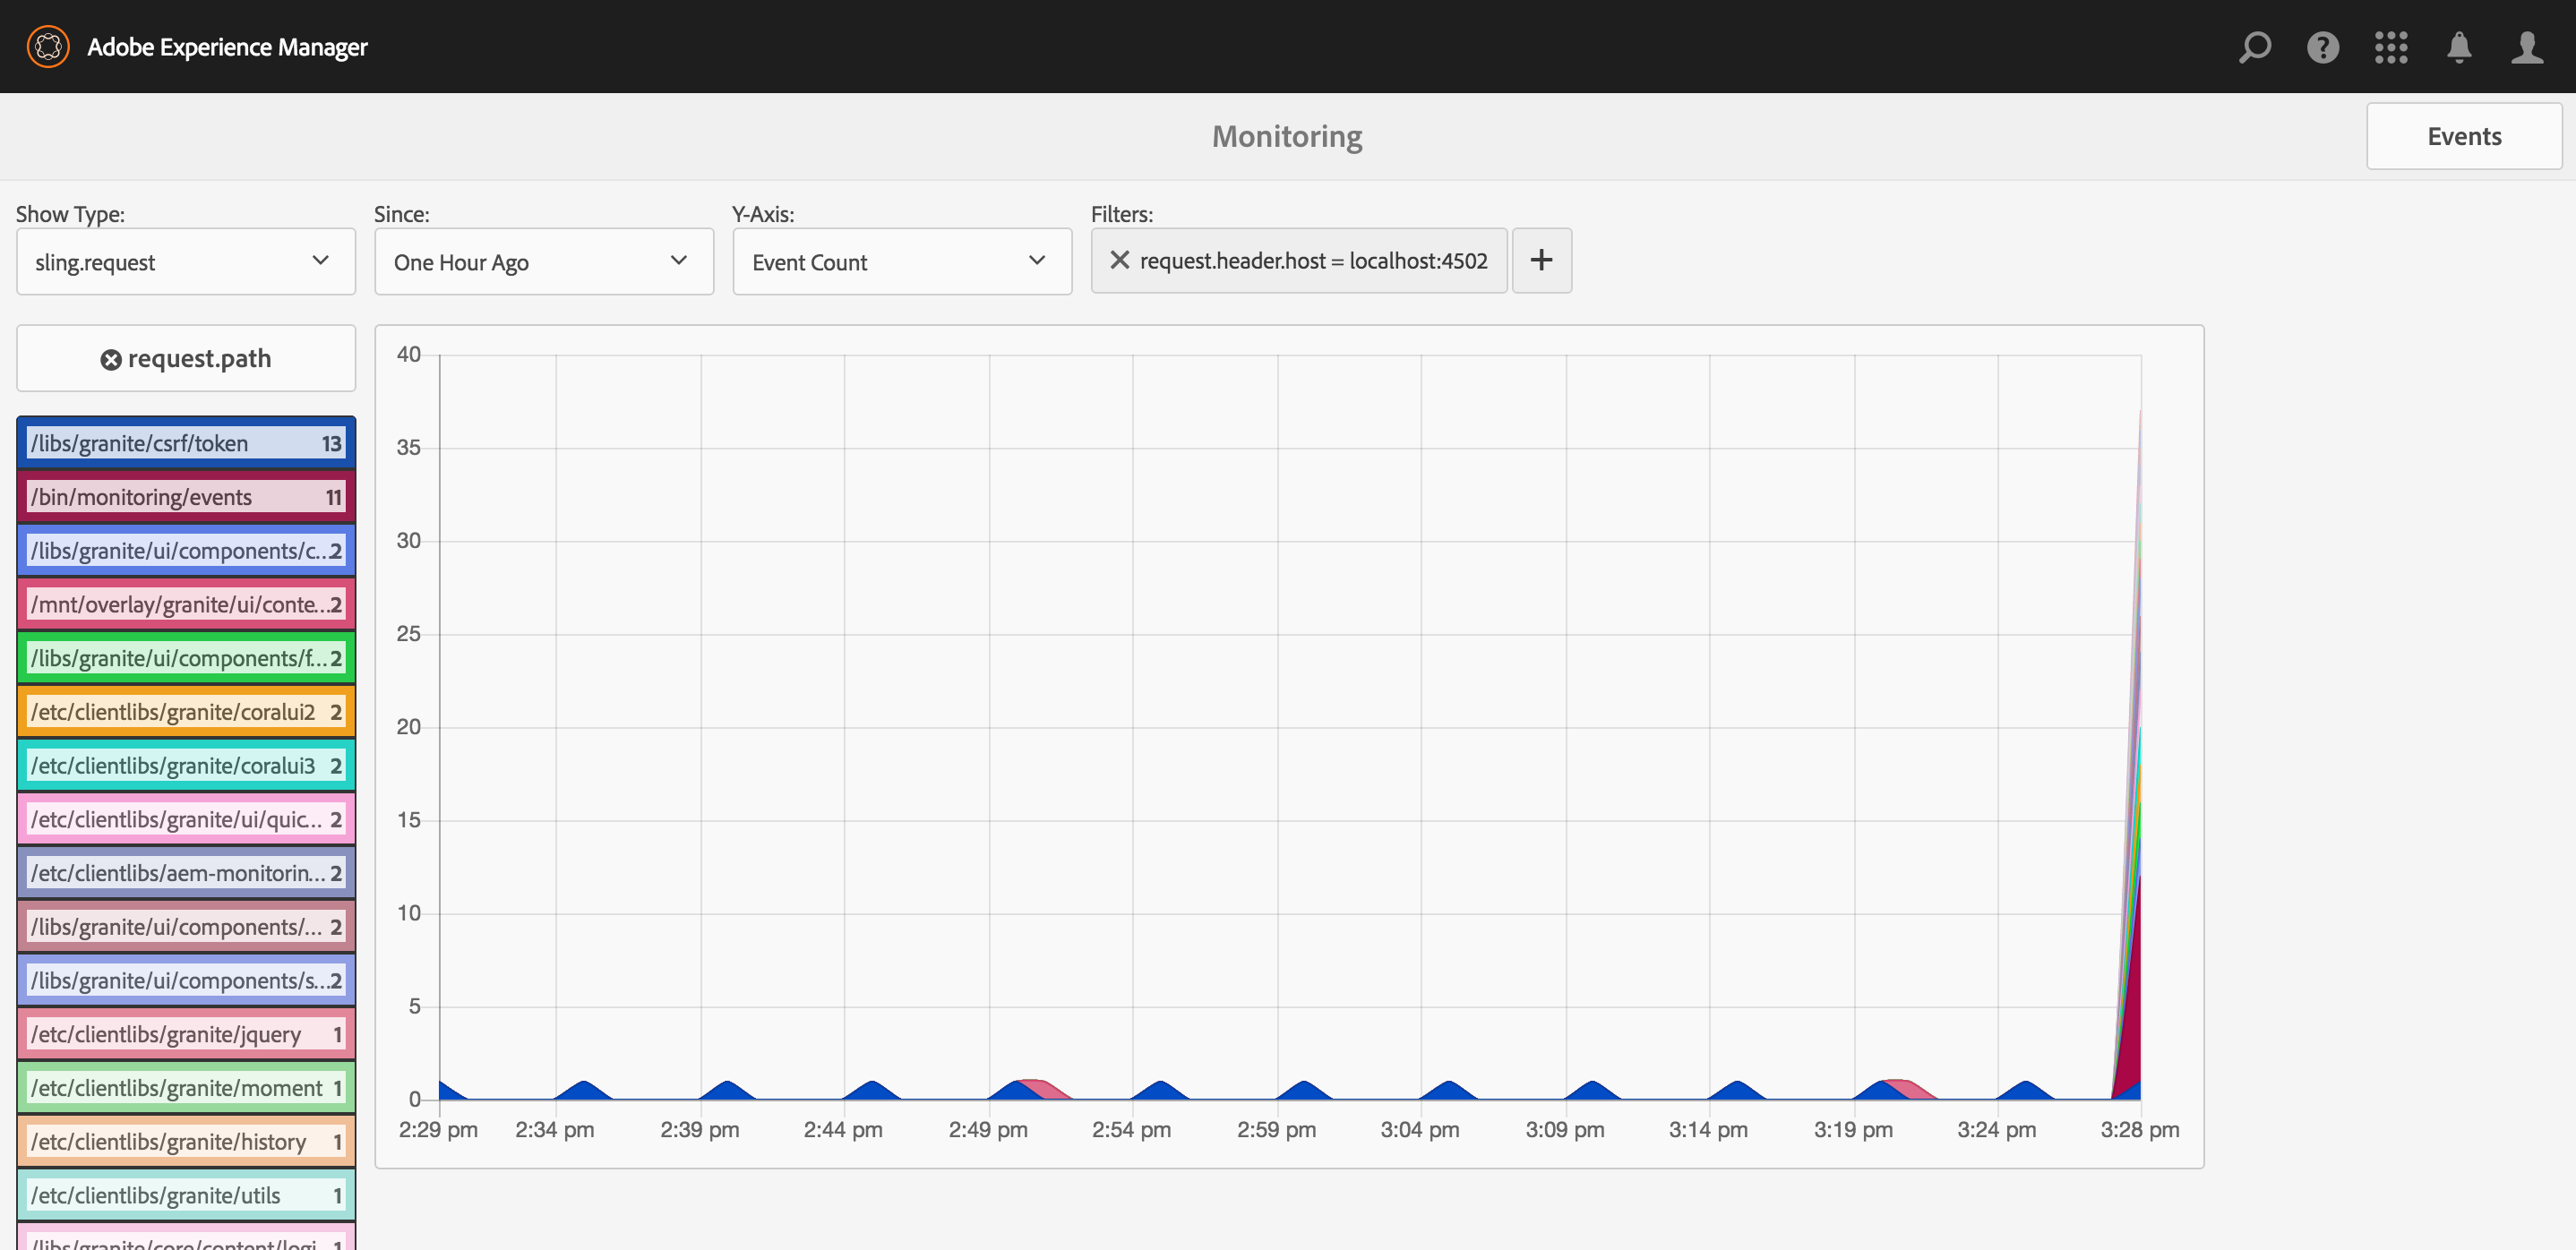 Adobe Experience Manager
Monitoring
Events
Show Type:
Since:
Y-Axis:
Filters:
sling.request
One Hour Ago
Event Count
request.header.host = localhost:4502
request.path
/libs/granite/csrf/token 13
/bin/monitoring/events 11
/libs/granite/ui/components/c... 2
/mnt/overlay/granite/ui/conte... 2
/libs/granite/ui/components/f... 2
/etc/clientlibs/granite/coralui2 2
/etc/clientlibs/granite/coralui3 2
/etc/clientlibs/granite/ui/quic... 2
/etc/clientlibs/aem-monitorin... 2
/libs/granite/ui/components/... 2
/libs/granite/ui/components/s... 2
/etc/clientlibs/granite/jquery 1
/etc/clientlibs/granite/moment 1
/etc/clientlibs/granite/history 1
/etc/clientlibs/granite/utils 1
/libs/granite/core/content/logi... 1
40
35
30
25
20
15
10
5
0
2:29 pm 2:34 pm 2:39 pm 2:44 pm 2:49 pm 2:54 pm 2:59 pm 3:04 pm 3:09 pm 3:14 pm 3:19 pm 3:24 pm 3:28 pm